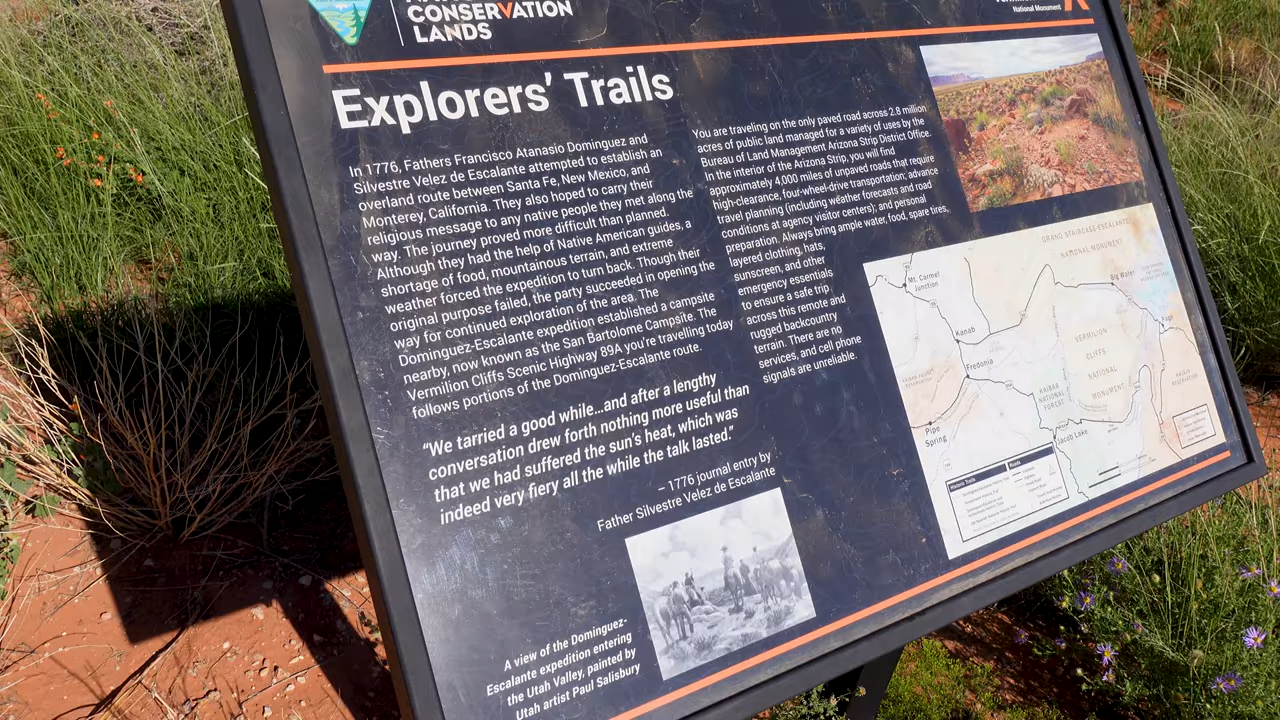 CONSERVATION
LANDS
National Monument
Explorers' Trails
In 1776, Fathers Francisco Atanasio Dominguez and
Silvestre Velez de Escalante attempted to establish an
overland route between Santa Fe, New Mexico, and
Monterey, California. They also hoped to carry their
religious message to any native people they met along the
way. The journey proved more difficult than planned.
Although they had the help of Native American guides, a
shortage of food, mountainous terrain, and extreme
weather forced the expedition to turn back. Though their
original purpose failed, the party succeeded in opening the
way for continued exploration of the area. The
Dominguez-Escalante expedition established a campsite
nearby, now known as the San Bartolome Campsite. The
Vermilion Cliffs Scenic Highway 89A you're travelling today
follows portions of the Dominguez-Escalante route.
"We tarried a good while...and after a lengthy
conversation drew forth nothing more useful than
that we had suffered the sun's heat, which was
indeed very fiery all the while the talk lasted."
– 1776 journal entry by
Father Silvestre Velez de Escalante
A view of the Dominguez-
Escalante expedition entering
the Utah Valley, painted by
Utah artist Paul Salisbury
You are traveling on the only paved road across 2.8 million
acres of public land managed for a variety of uses by the
Bureau of Land Management Arizona Strip District Office.
In the interior of the Arizona Strip, you will find
approximately 4,000 miles of unpaved roads that require
high-clearance, four-wheel-drive transportation; advance
travel planning (including weather forecasts and road
conditions at agency visitor centers); and personal
preparation. Always bring ample water, food, spare tires,
layered clothing, hats,
sunscreen, and other
emergency essentials
to ensure a safe trip
across this remote and
rugged backcountry
terrain. There are no
services, and cell phone
signals are unreliable.
GRAND STAIRCASE-ESCALANTE
NATIONAL MONUMENT
Mt. Carmel
Junction
Big Water
Page
Kanab
Fredonia
VERMILION
CLIFFS
NATIONAL
MONUMENT
KAIBAB
NATIONAL
FOREST
Pipe
Spring
Jacob Lake
Historic Trails
Roads